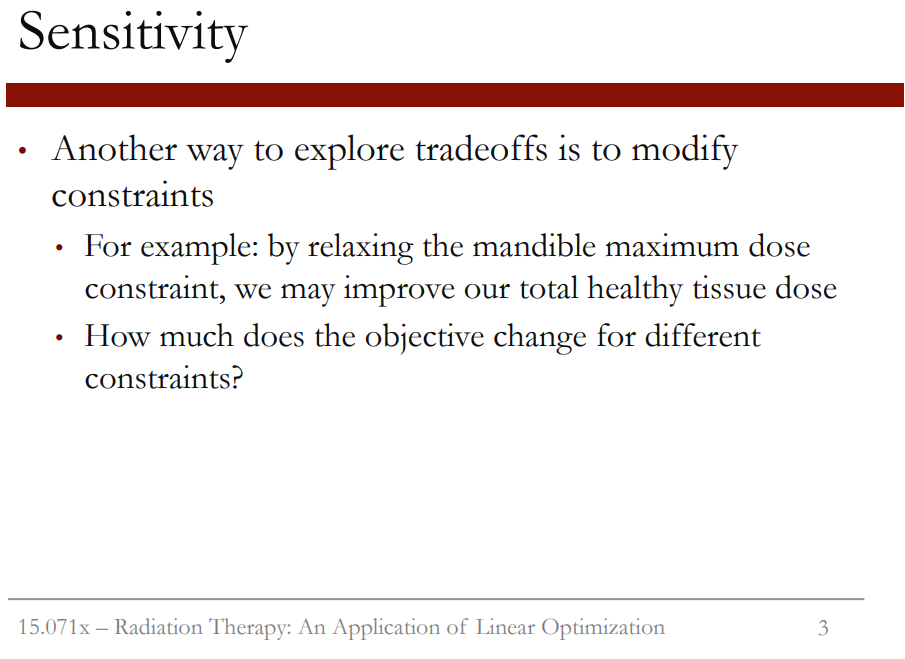 Sensitivity
• Another way to explore tradeoffs is to modify
constraints
• For example: by relaxing the mandible maximum dose
constraint, we may improve our total healthy tissue dose
• How much does the objective change for different
constraints?
15.071x – Radiation Therapy: An Application of Linear Optimization 3